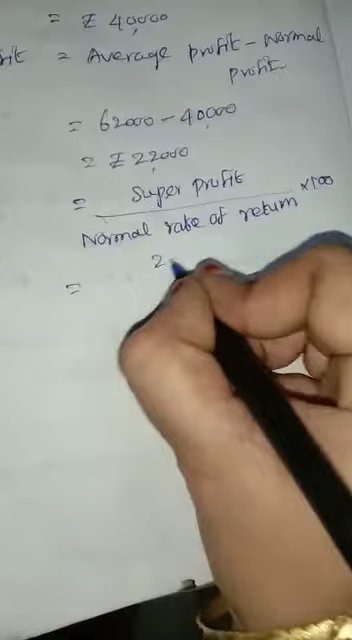 = ₹ 40,000
fit = Average profit - Normal
profit
= 62000 - 40,000
= ₹ 22,000
= Super profit
Normal rate of return ×100
= 2